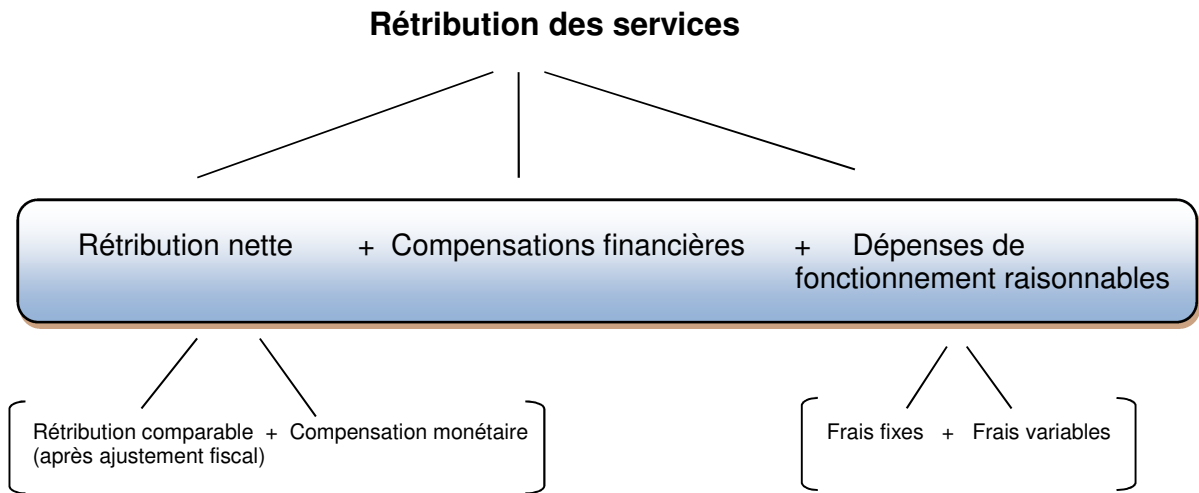 Rétribution des services
Rétribution nette + Compensations financières + Dépenses de
fonctionnement raisonnables
Rétribution comparable + Compensation monétaire
(après ajustement fiscal)
Frais fixes + Frais variables